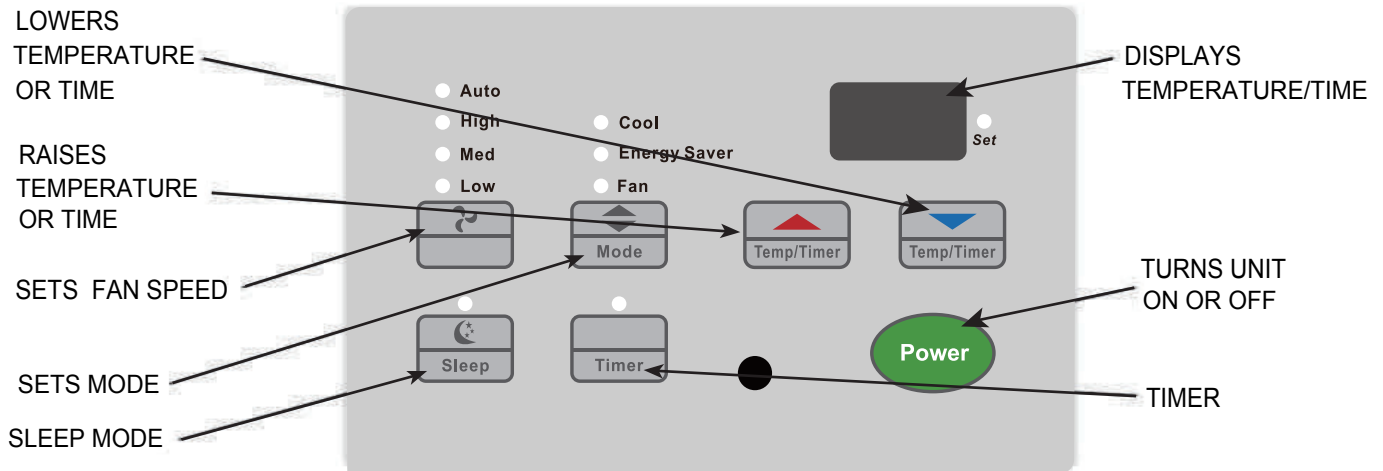 LOWERS
TEMPERATURE
OR TIME
RAISES
TEMPERATURE
OR TIME
SETS FAN SPEED
SETS MODE
SLEEP MODE
Auto
High
Med
Low
Cool
Energy Saver
Fan
Set
Mode
Temp/Timer
Temp/Timer
Sleep
Timer
Power
DISPLAYS
TEMPERATURE/TIME
TURNS UNIT
ON OR OFF
TIMER